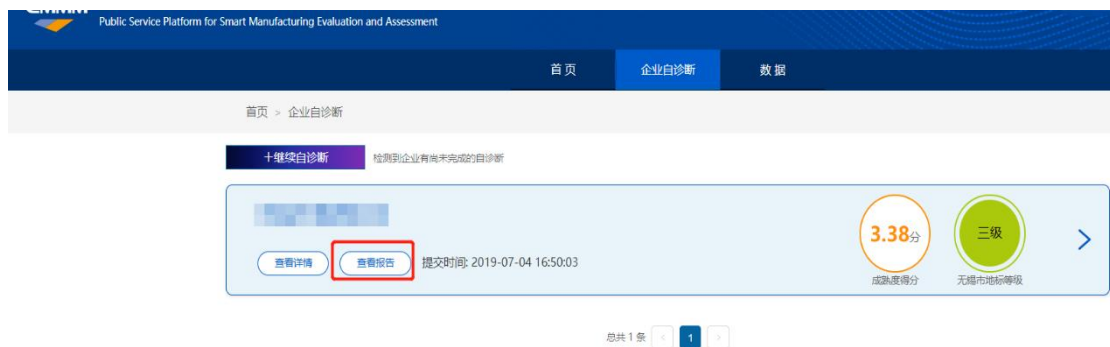 Public Service Platform for Smart Manufacturing Evaluation and Assessment
首页 企业自诊断 数据
首页 > 企业自诊断
十继续自诊断 检测到企业有尚未完成的自诊断
查看详情 查看报告 提交时间: 2019-07-04 16:50:03
3.38分 三级
成熟度得分 无锡市地标等级
总共 1 条 < 1 >